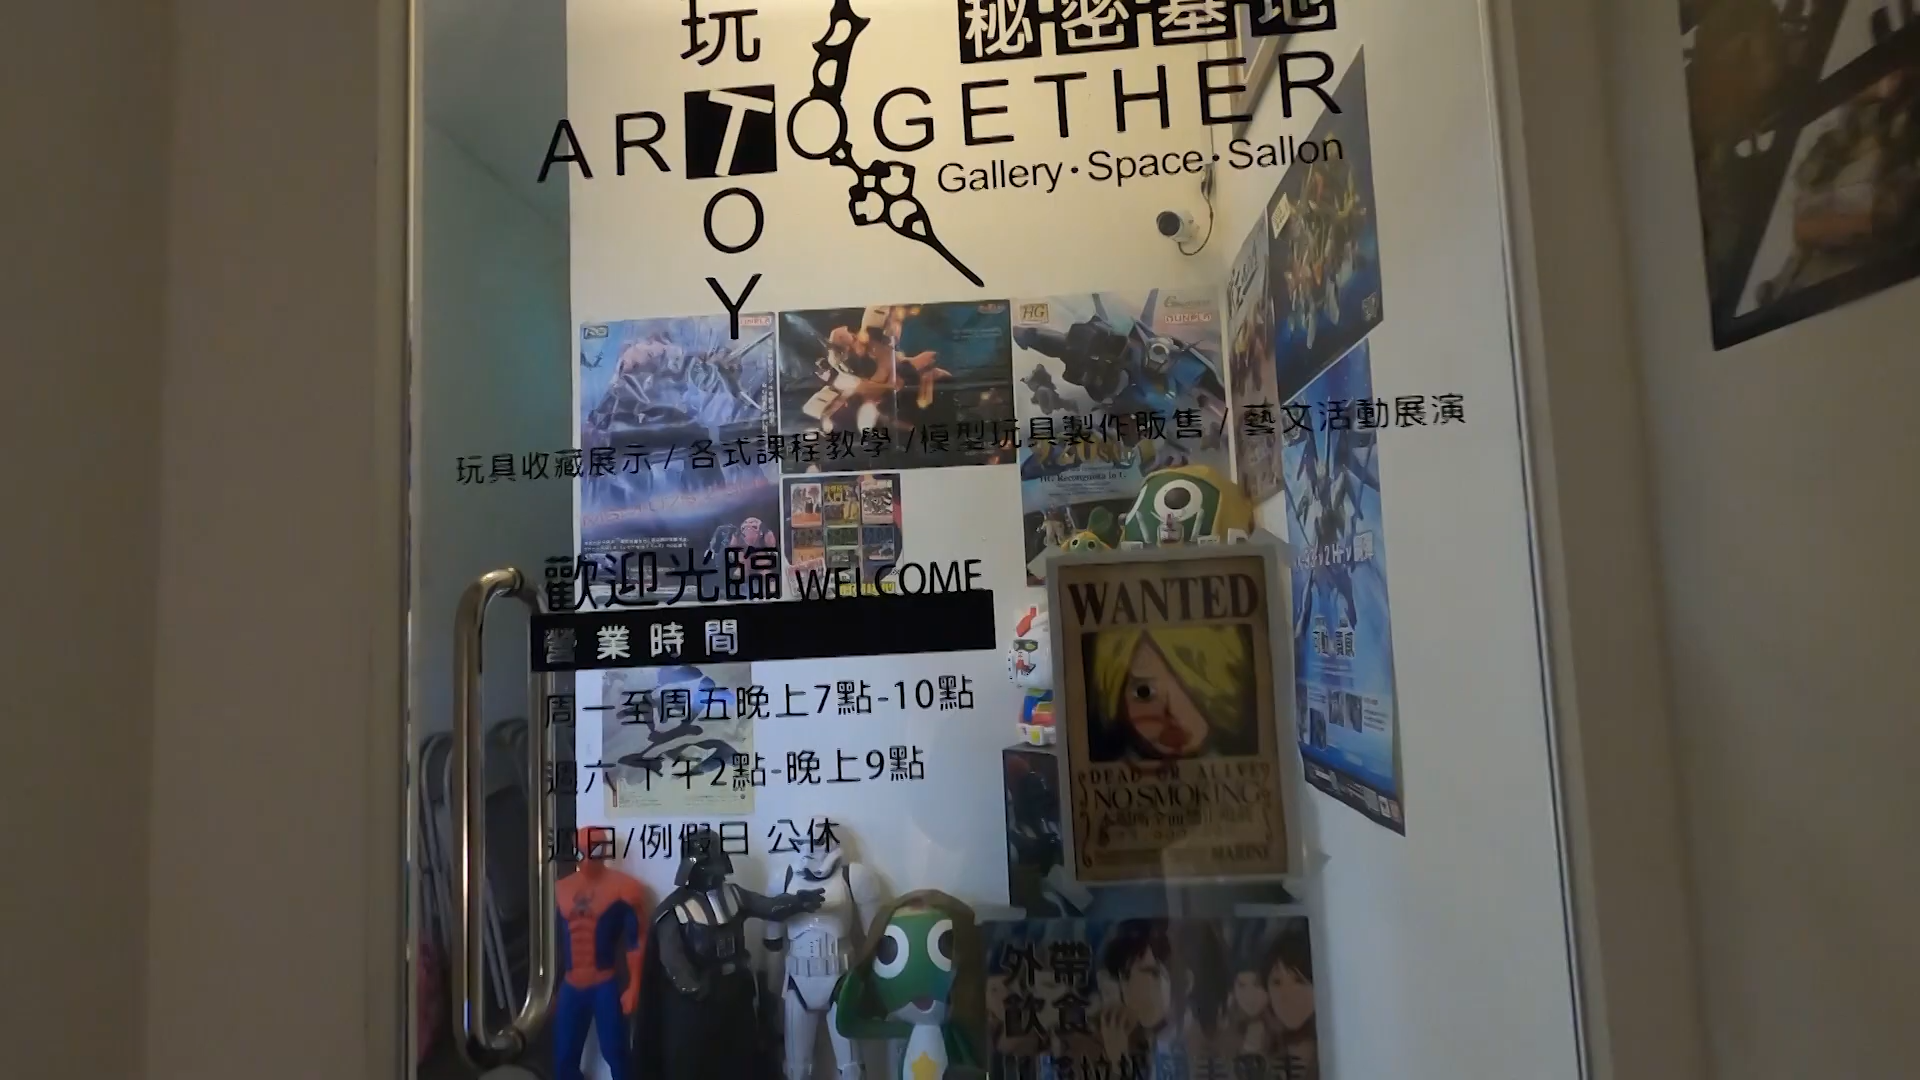 玩
秘密基地
ARTOGETHER
TOY
Gallery·Space·Sallon
HG
GUNPLA
玩具收藏展示 / 各式課程教學 / 模型玩具製作販售 / 藝文活動展演
歡迎光臨 WELCOME
營業時間
周一至周五晚上7點-10點
週六 下午2點-晚上9點
週日/例假日 公休
WANTED
DEAD OR ALIVE
NO SMOKING
MARINE
外帶
飲食